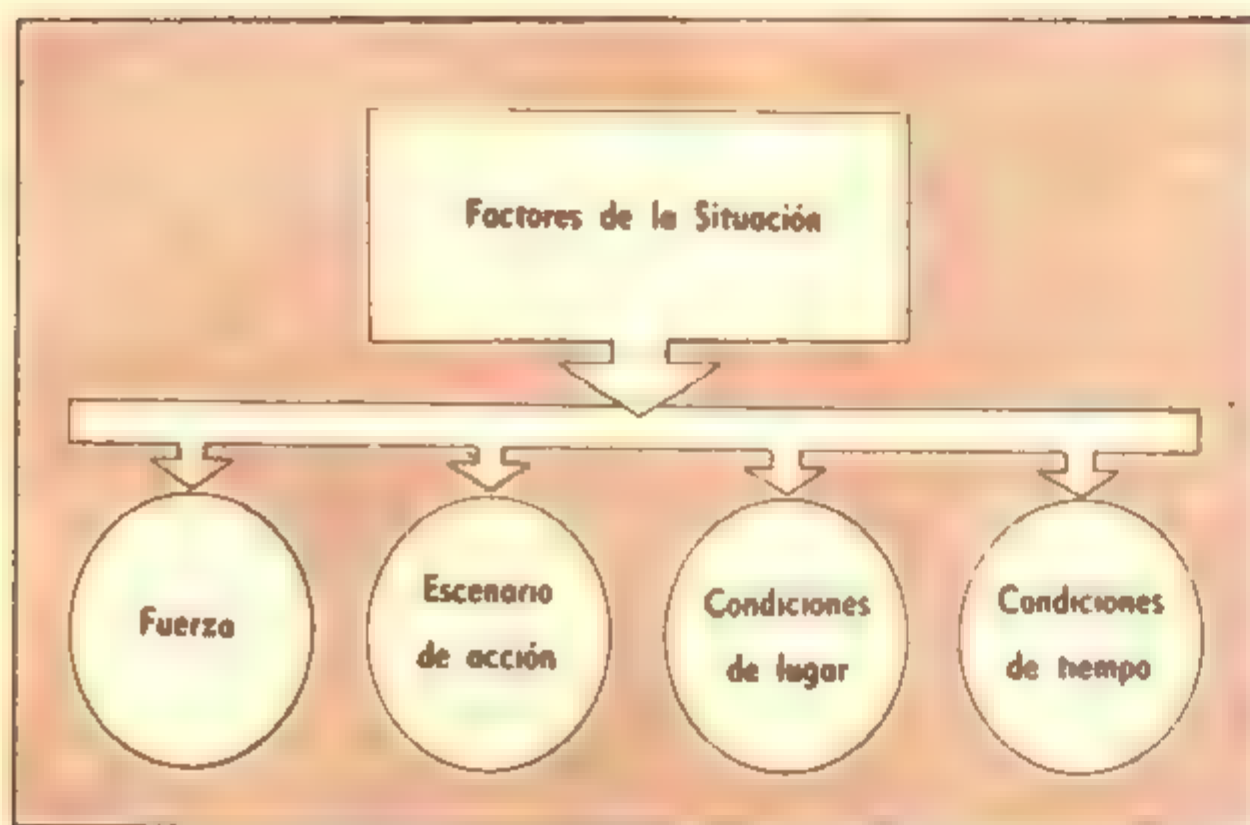 Factores de la Situación
Fuerza
Escenario
de acción
Condiciones
de lugar
Condiciones
de tiempo